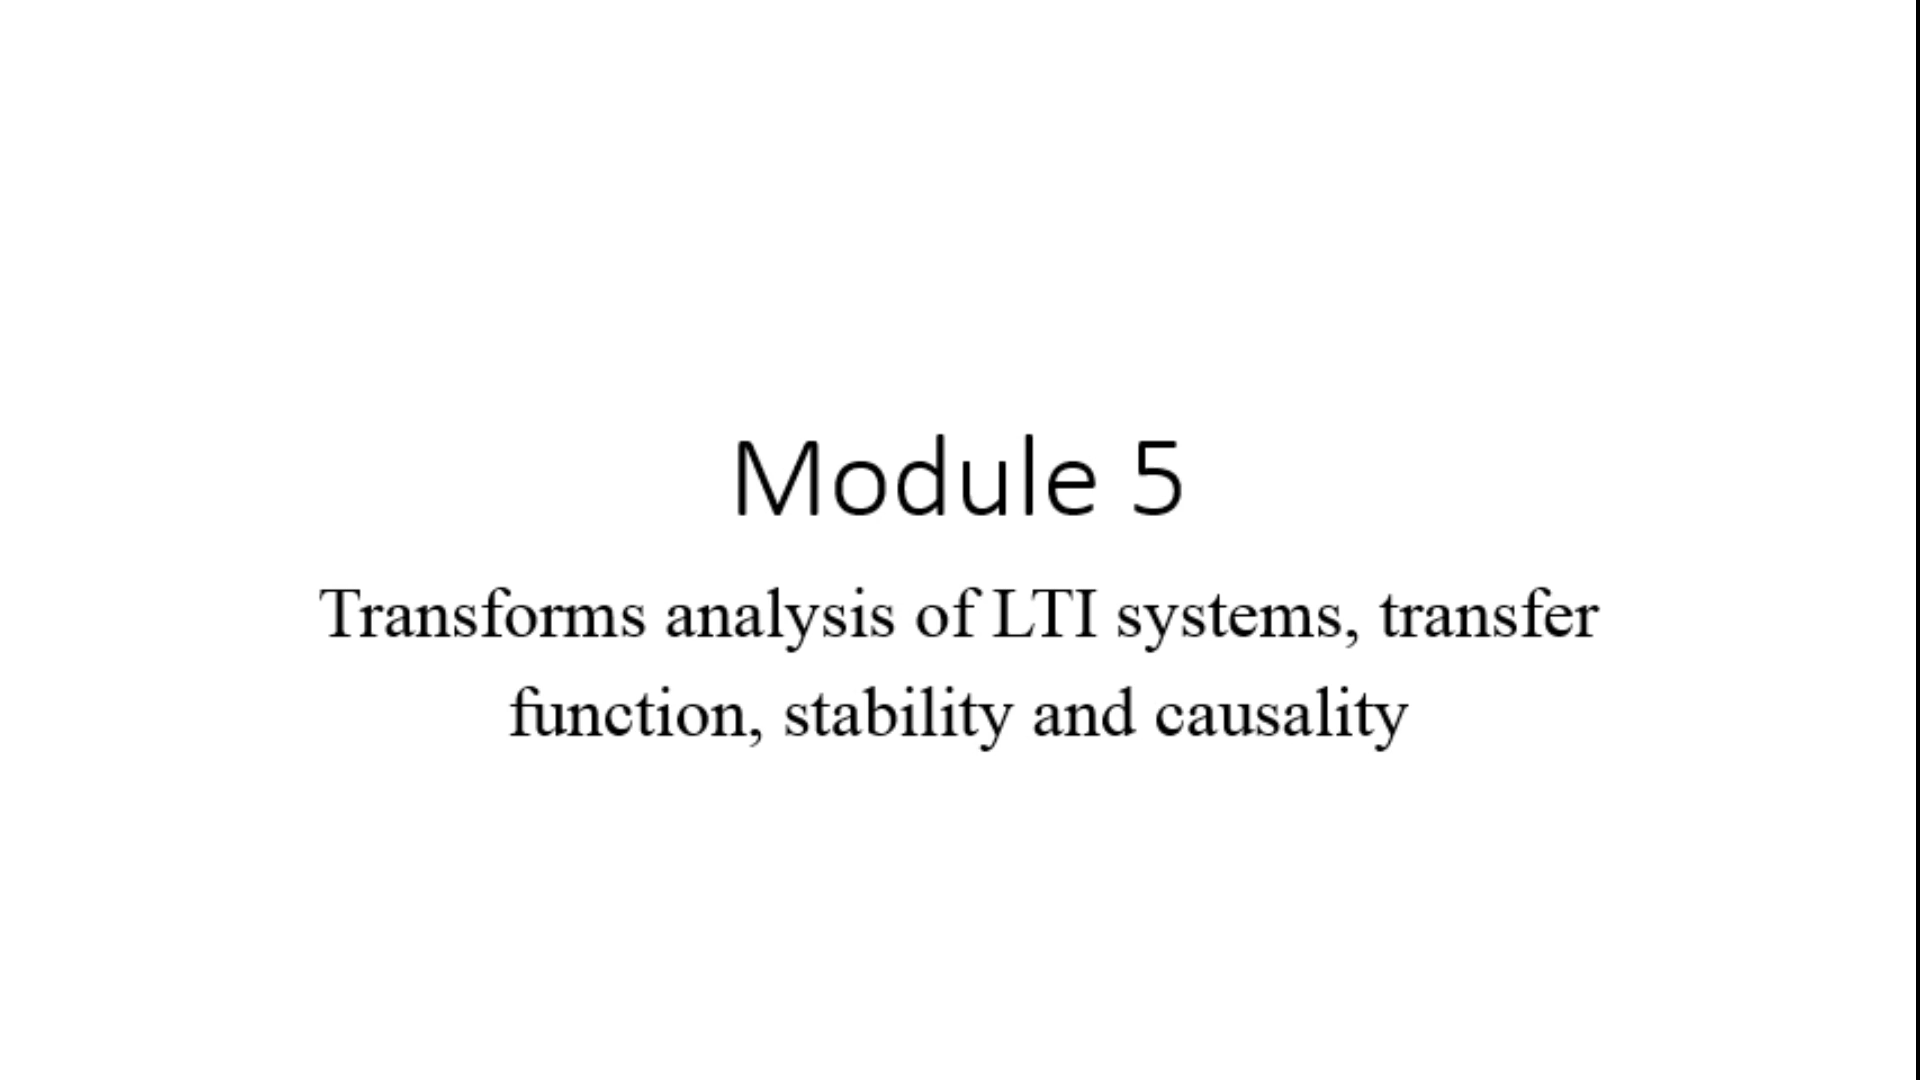 Module 5
Transforms analysis of LTI systems, transfer
function, stability and causality